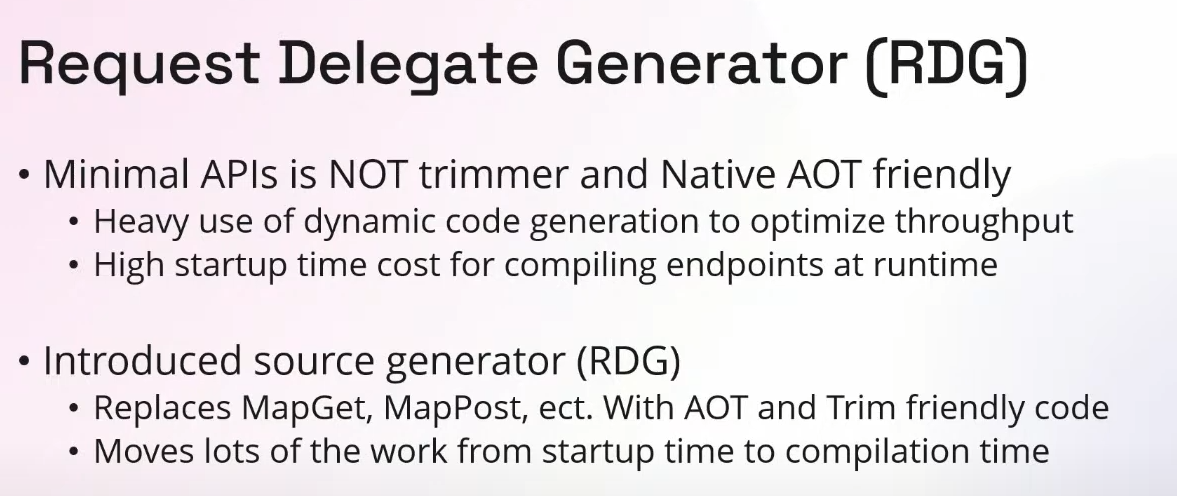 Request Delegate Generator (RDG)
• Minimal APIs is NOT trimmer and Native AOT friendly
• Heavy use of dynamic code generation to optimize throughput
• High startup time cost for compiling endpoints at runtime
• Introduced source generator (RDG)
• Replaces MapGet, MapPost, ect. With AOT and Trim friendly code
• Moves lots of the work from startup time to compilation time